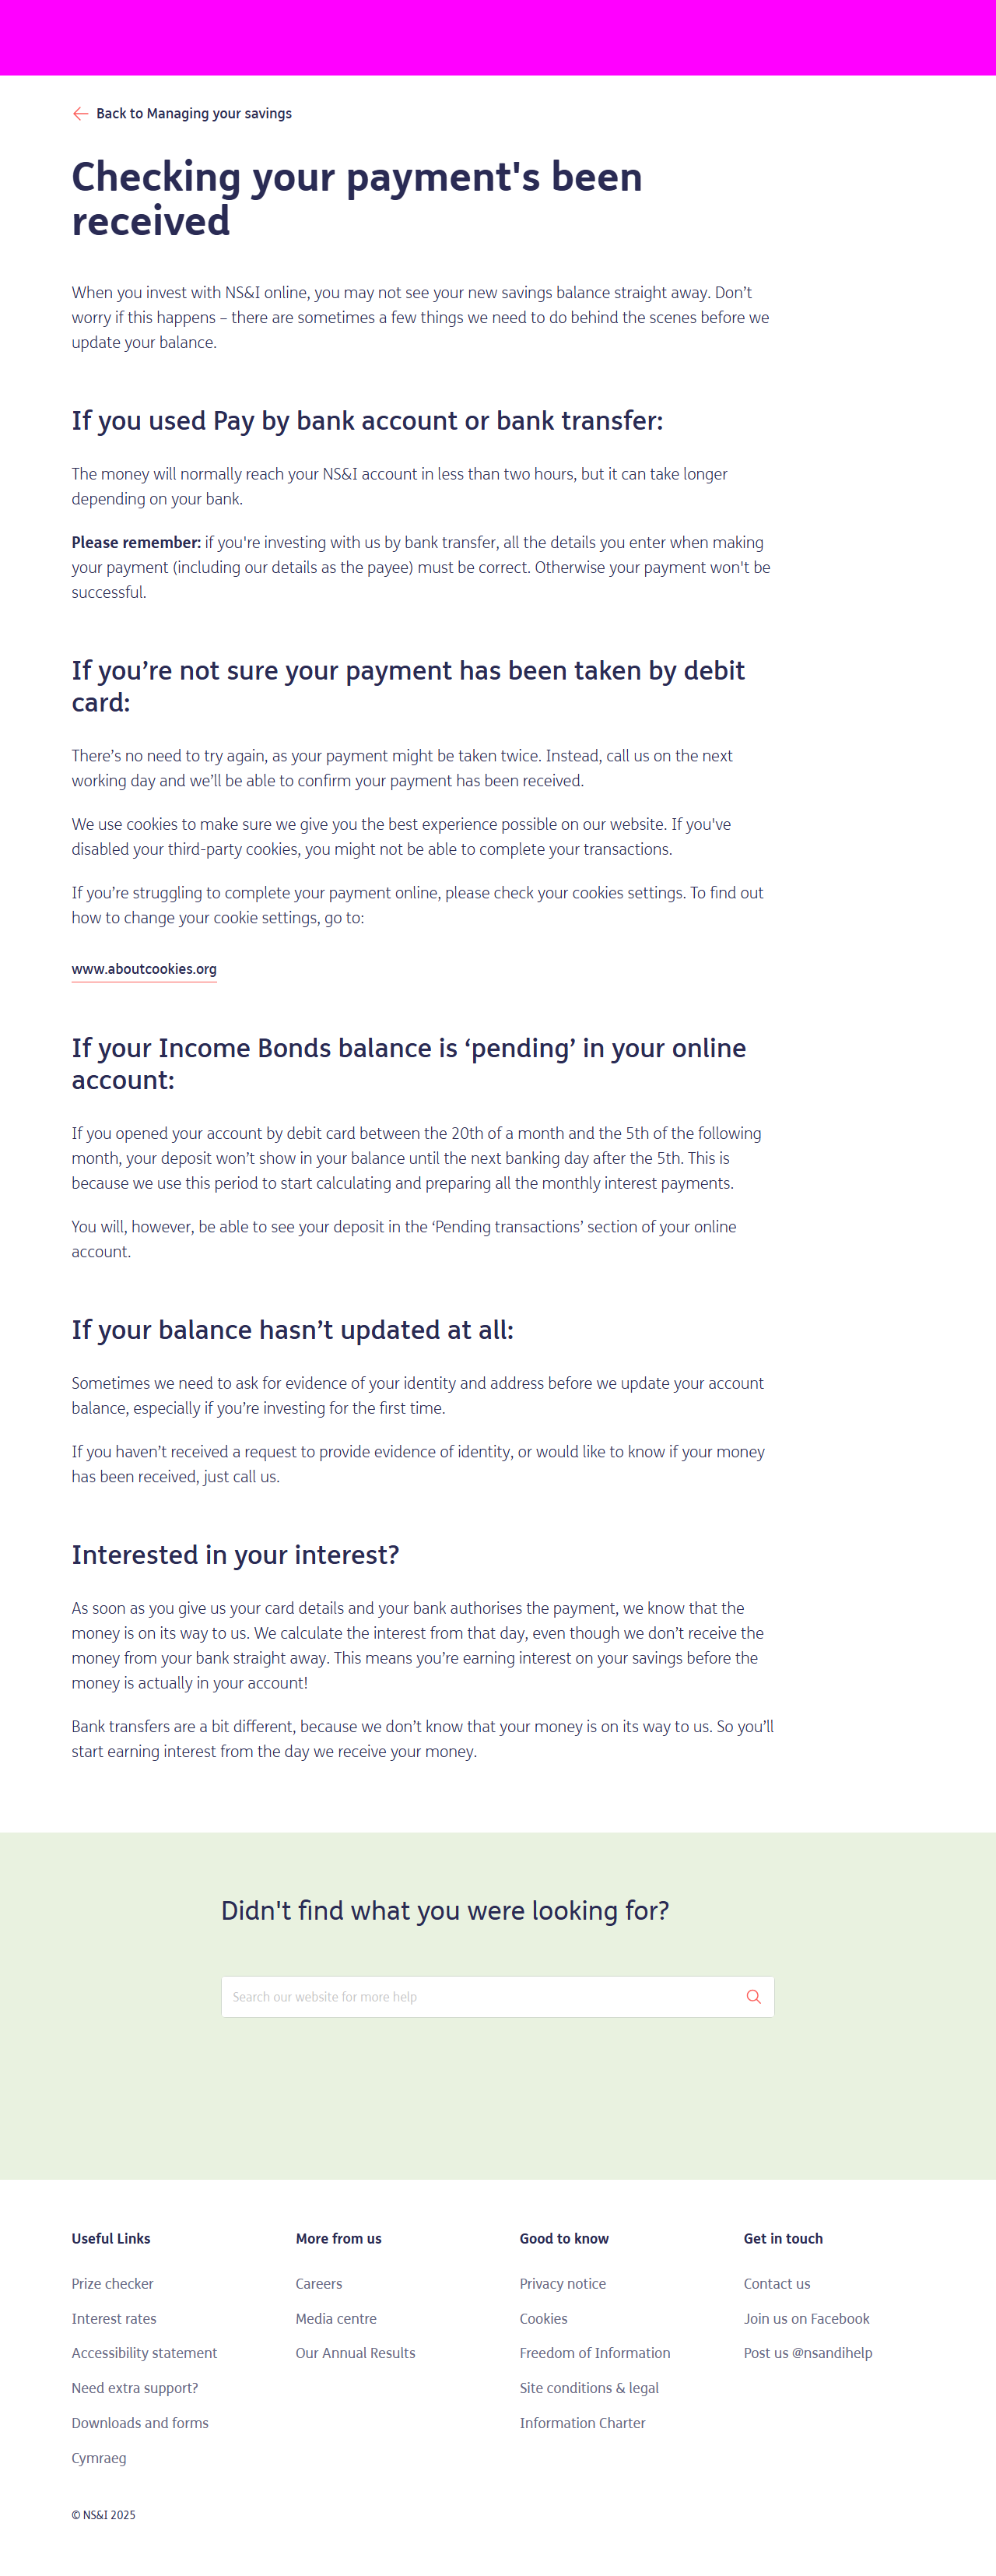 Back to Managing your savings
Checking your payment's been
received
When you invest with NS&I online, you may not see your new savings balance straight away. Don’t
worry if this happens – there are sometimes a few things we need to do behind the scenes before we
update your balance.
If you used Pay by bank account or bank transfer:
The money will normally reach your NS&I account in less than two hours, but it can take longer
depending on your bank.
Please remember: if you're investing with us by bank transfer, all the details you enter when making
your payment (including our details as the payee) must be correct. Otherwise your payment won't be
successful.
If you’re not sure your payment has been taken by debit
card:
There’s no need to try again, as your payment might be taken twice. Instead, call us on the next
working day and we’ll be able to confirm your payment has been received.
We use cookies to make sure we give you the best experience possible on our website. If you've
disabled your third-party cookies, you might not be able to complete your transactions.
If you’re struggling to complete your payment online, please check your cookies settings. To find out
how to change your cookie settings, go to:
www.aboutcookies.org
If your Income Bonds balance is ‘pending’ in your online
account:
If you opened your account by debit card between the 20th of a month and the 5th of the following
month, your deposit won’t show in your balance until the next banking day after the 5th. This is
because we use this period to start calculating and preparing all the monthly interest payments.
You will, however, be able to see your deposit in the ‘Pending transactions’ section of your online
account.
If your balance hasn’t updated at all:
Sometimes we need to ask for evidence of your identity and address before we update your account
balance, especially if you’re investing for the first time.
If you haven’t received a request to provide evidence of identity, or would like to know if your money
has been received, just call us.
Interested in your interest?
As soon as you give us your card details and your bank authorises the payment, we know that the
money is on its way to us. We calculate the interest from that day, even though we don’t receive the
money from your bank straight away. This means you’re earning interest on your savings before the
money is actually in your account!
Bank transfers are a bit different, because we don’t know that your money is on its way to us. So you’ll
start earning interest from the day we receive your money.
Didn't find what you were looking for?
Search our website for more help
Useful Links
Prize checker
Interest rates
Accessibility statement
Need extra support?
Downloads and forms
Cymraeg
More from us
Careers
Media centre
Our Annual Results
Good to know
Privacy notice
Cookies
Freedom of Information
Site conditions & legal
Information Charter
Get in touch
Contact us
Join us on Facebook
Post us @nsandihelp
© NS&I 2025